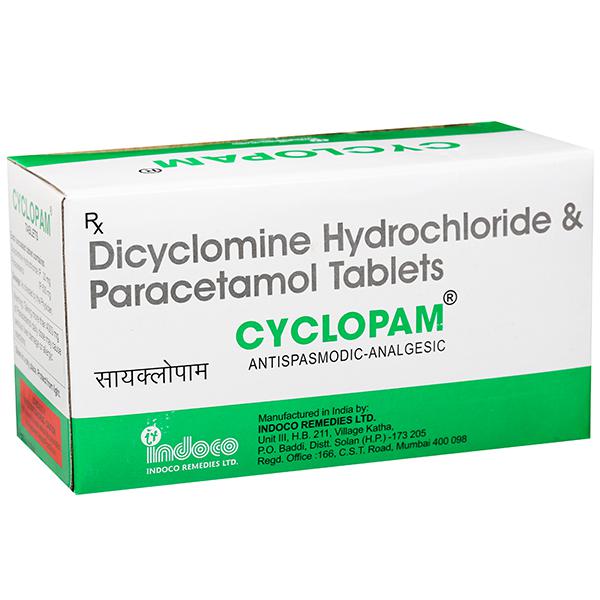 CYCLOPAM®
CYCLOPAM®
TABLETS
Rx
Dicyclomine Hydrochloride &
Paracetamol Tablets
CYCLOPAM®
ANTISPASMODIC-ANALGESIC
सायक्लोपाम
indoco
INDOCO REMEDIES LTD.
Manufactured in India by:
INDOCO REMEDIES LTD.
Unit III, H.B. 211, Village Katha,
P.O. Baddi, Distt. Solan (H.P.)-173 205
Regd. Office :166, C.S.T. Road, Mumbai 400 098